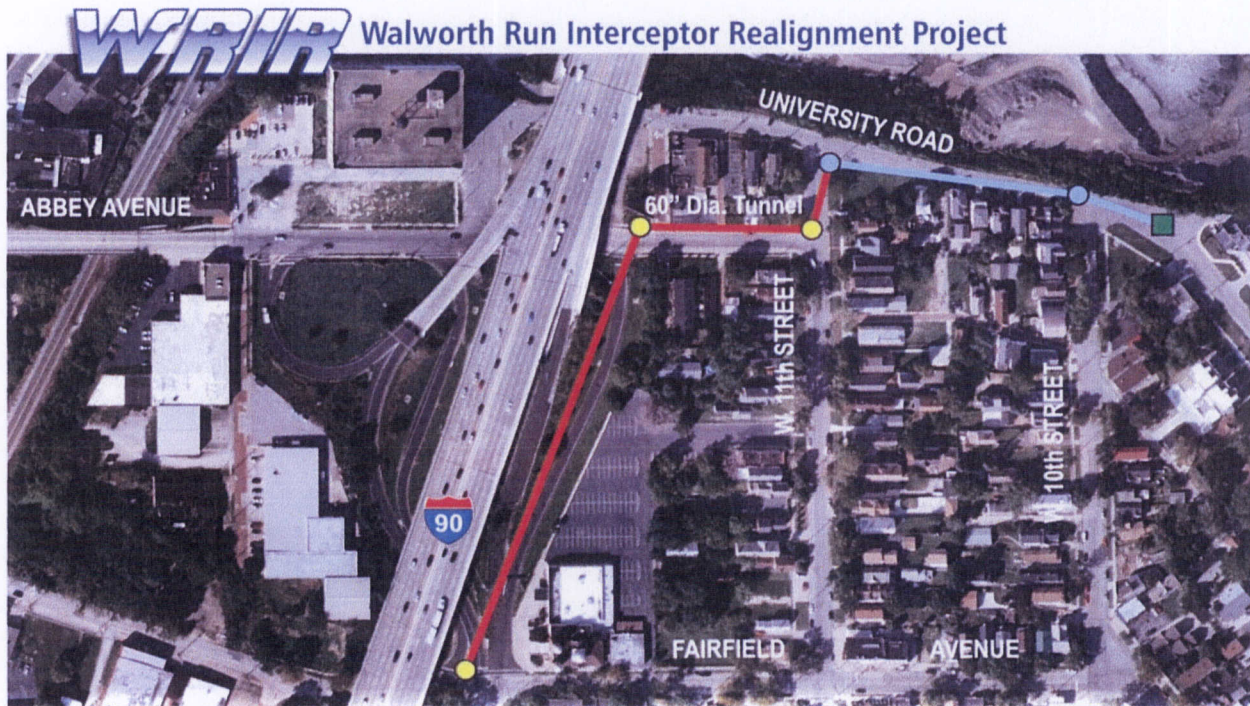 WRIR Walworth Run Interceptor Realignment Project
UNIVERSITY ROAD
ABBEY AVENUE
60" Dia. Tunnel
W. 11th STREET
W. 10th STREET
90
FAIRFIELD AVENUE